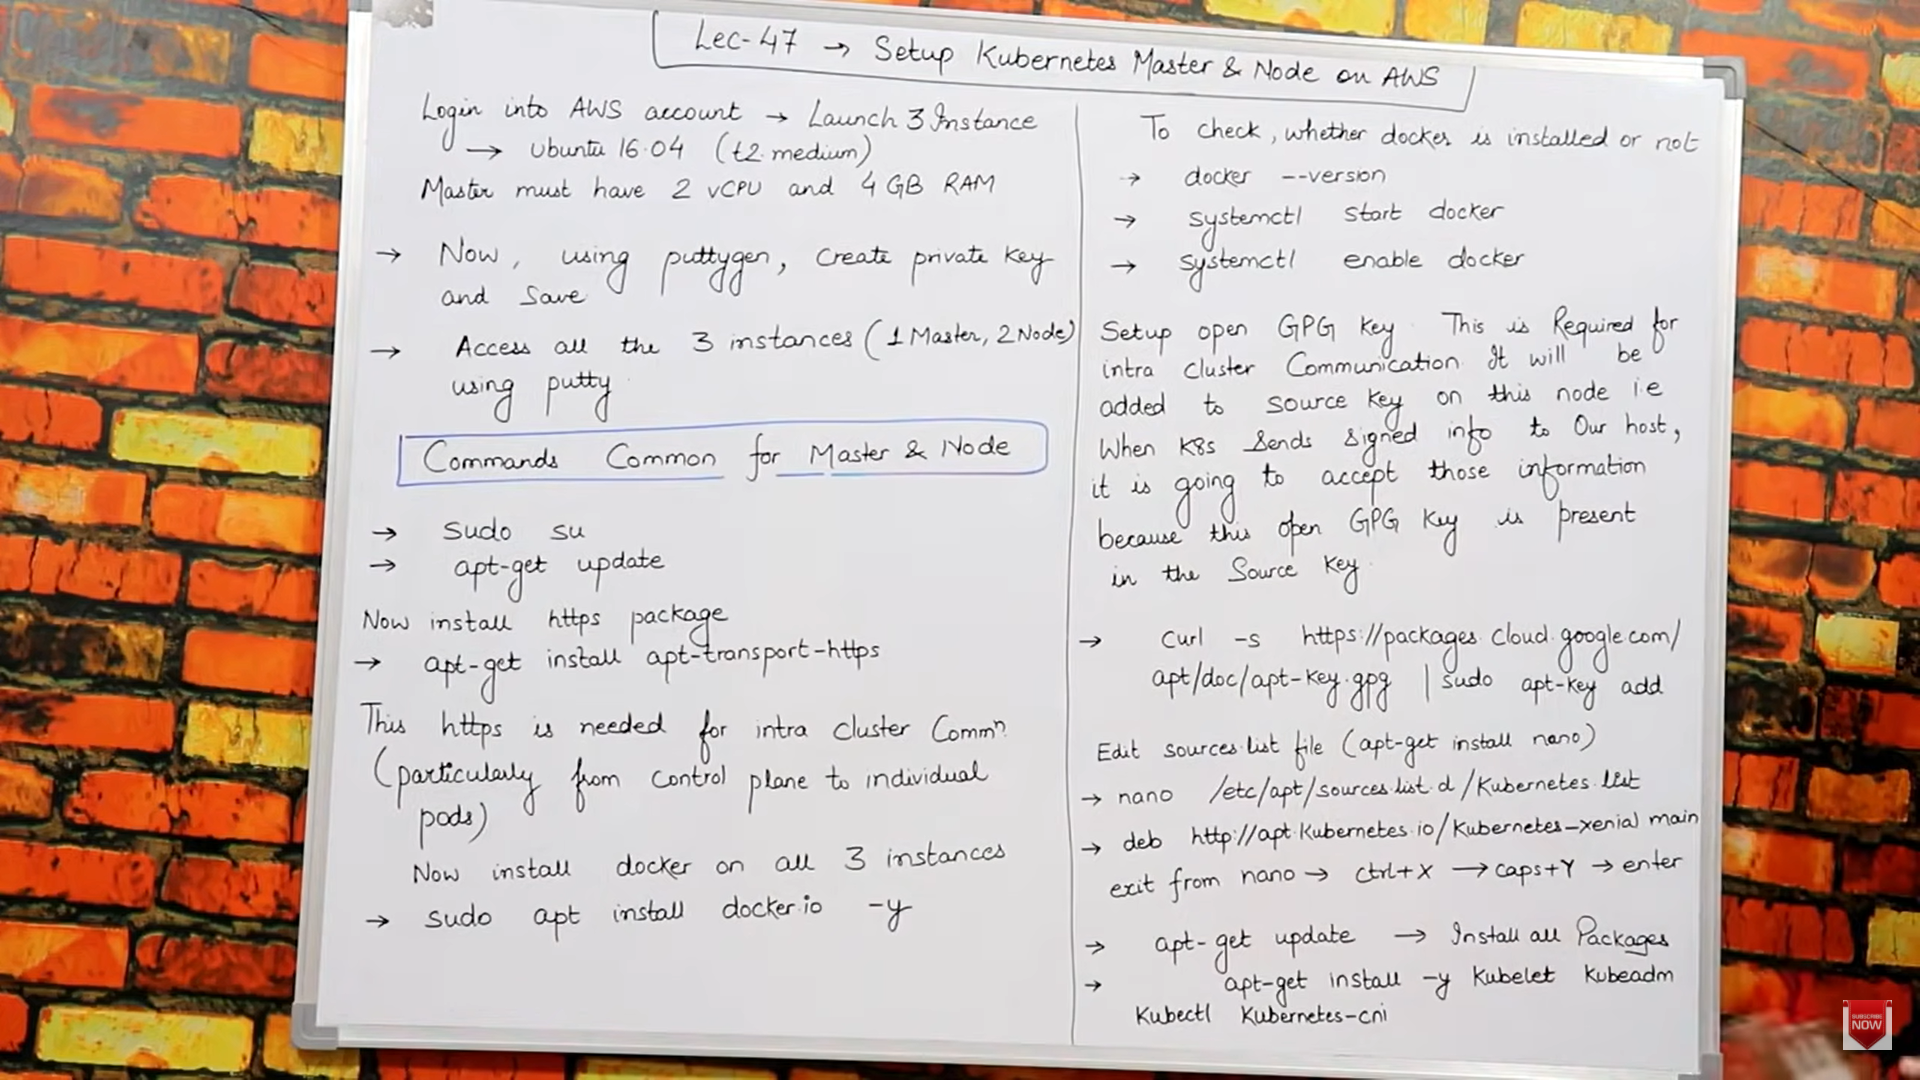 Lec-47 → Setup Kubernetes Master & Node on AWS
Login into AWS account → Launch 3 Instance
→ Ubuntu 16.04 (t2.medium)
Master must have 2 vCPU and 4 GB RAM
→ Now, using puttygen, create private key
and save
→ Access all the 3 instances (1 Master, 2 Node)
using putty
Commands Common for Master & Node
→ sudo su
→ apt-get update
Now install https package
→ apt-get install apt-transport-https
This https is needed for intra cluster Commⁿ
(particularly from control plane to individual
pods)
Now install docker on all 3 instances
→ sudo apt install docker.io -y
To check, whether docker is installed or not
→ docker --version
→ systemctl start docker
→ systemctl enable docker
Setup open GPG Key. This is Required for
intra cluster Communication. It will be
added to source key on this node i.e
When K8s sends signed info to Our host,
it is going to accept those information
because this open GPG Key is present
in the Source Key.
→ curl -s https://packages.cloud.google.com/
apt/doc/apt-key.gpg | sudo apt-key add
Edit sources.list file (apt-get install nano)
→ nano /etc/apt/sources.list.d/Kubernetes.list
→ deb http://apt.Kubernetes.io/Kubernetes-xenial main
exit from nano → ctrl+X → caps+Y → enter
→ apt-get update → Install all Packages
→ apt-get install -y Kubelet Kubeadm
Kubectl Kubernetes-cni
SUBSCRIBE
NOW